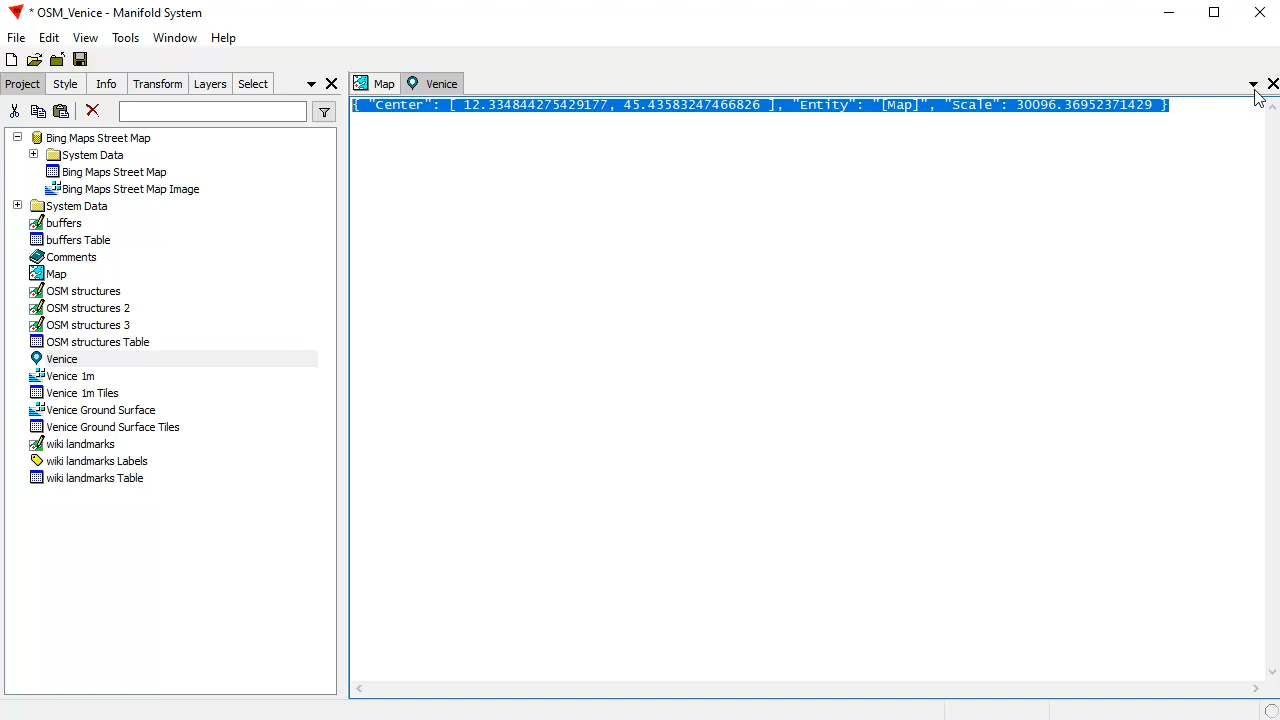 * OSM_Venice - Manifold System
File Edit View Tools Window Help
Project Style Info Transform Layers Select
Map Venice
{ "Center": [ 12.334844275429177, 45.43583247466826 ], "Entity": "[Map]", "Scale": 30096.36952371429 }
Bing Maps Street Map
System Data
Bing Maps Street Map
Bing Maps Street Map Image
System Data
buffers
buffers Table
Comments
Map
OSM structures
OSM structures 2
OSM structures 3
OSM structures Table
Venice
Venice 1m
Venice 1m Tiles
Venice Ground Surface
Venice Ground Surface Tiles
wiki landmarks
wiki landmarks Labels
wiki landmarks Table